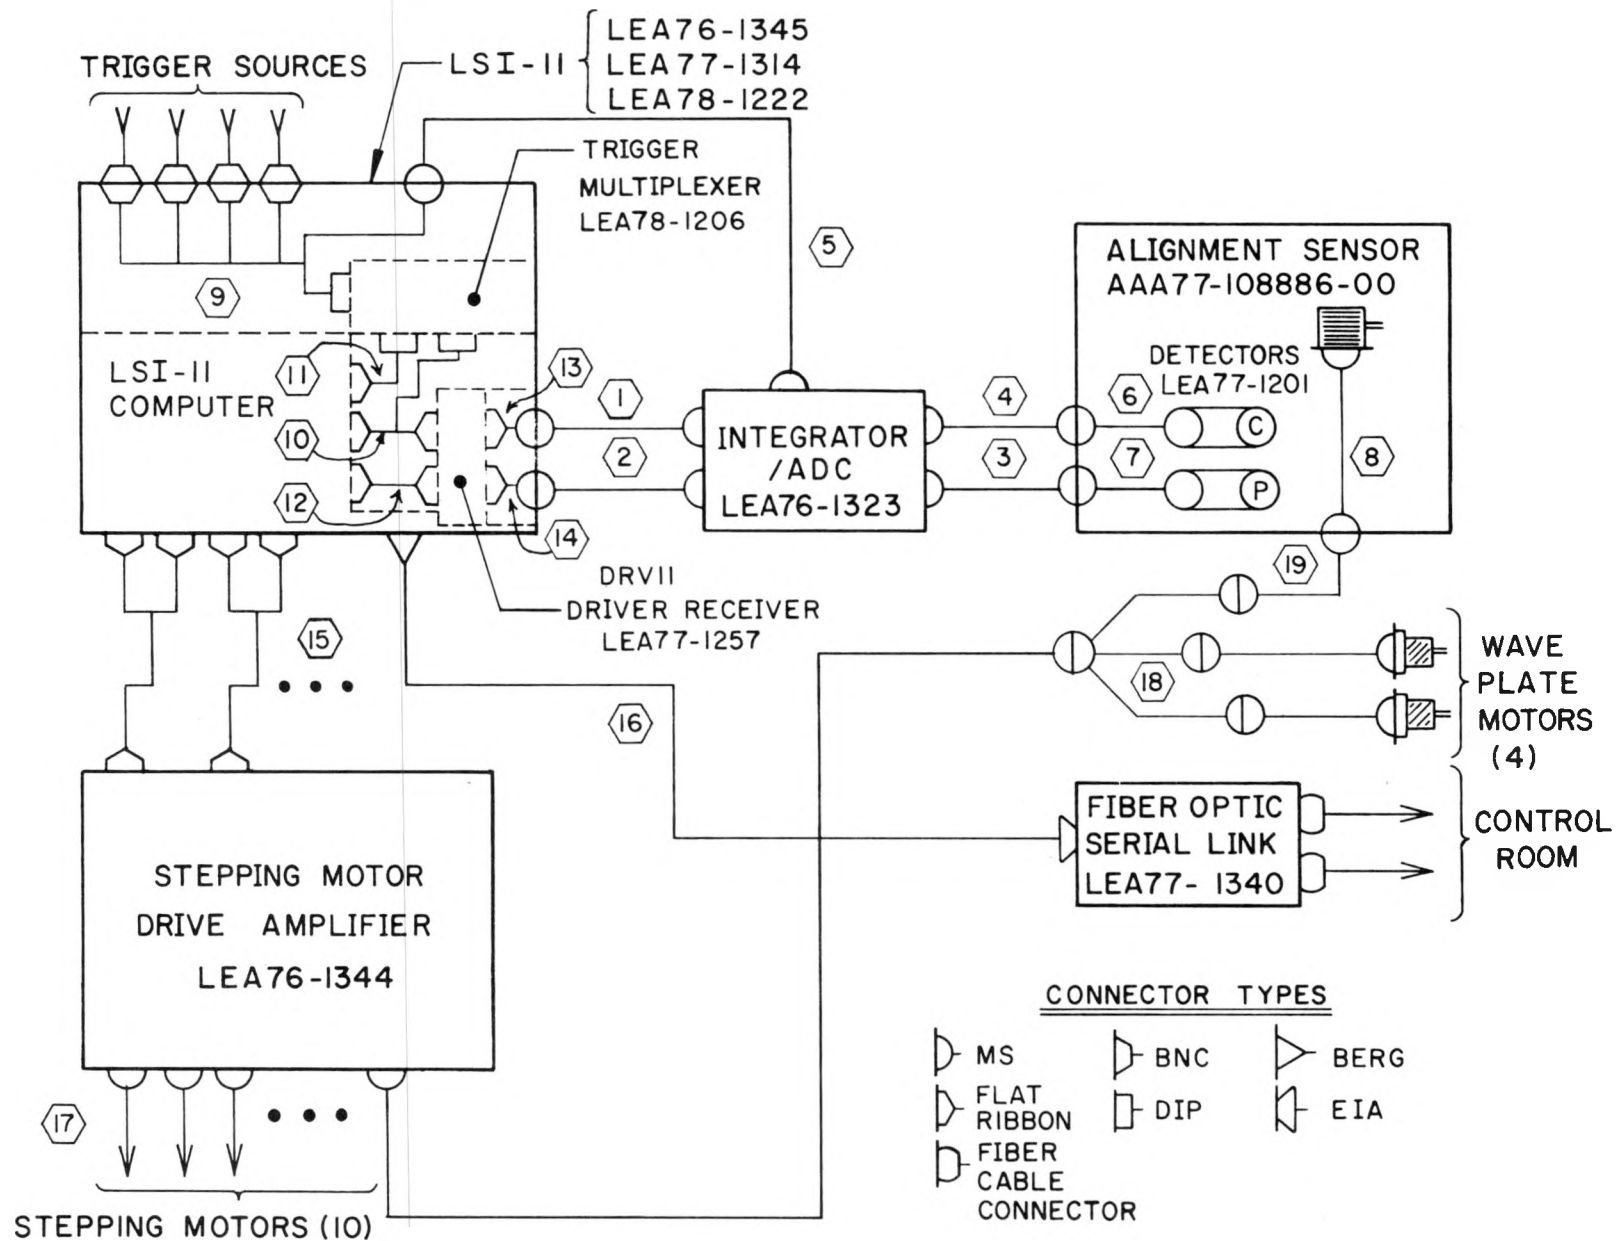 TRIGGER SOURCES
LSI-11
LEA76-1345
LEA77-1314
LEA78-1222
TRIGGER
MULTIPLEXER
LEA78-1206
5
9
LSI-11
COMPUTER
11
10
12
13
14
1
2
INTEGRATOR
/ADC
LEA76-1323
4
3
ALIGNMENT SENSOR
AAA77-108886-00
DETECTORS
LEA77-1201
6
7
C
P
8
19
DRV11
DRIVER RECEIVER
LEA77-1257
15
16
18
WAVE
PLATE
MOTORS
(4)
FIBER OPTIC
SERIAL LINK
LEA77-1340
CONTROL
ROOM
STEPPING MOTOR
DRIVE AMPLIFIER
LEA76-1344
17
STEPPING MOTORS (10)
CONNECTOR TYPES
MS
BNC
BERG
FLAT
RIBBON
DIP
EIA
FIBER
CABLE
CONNECTOR